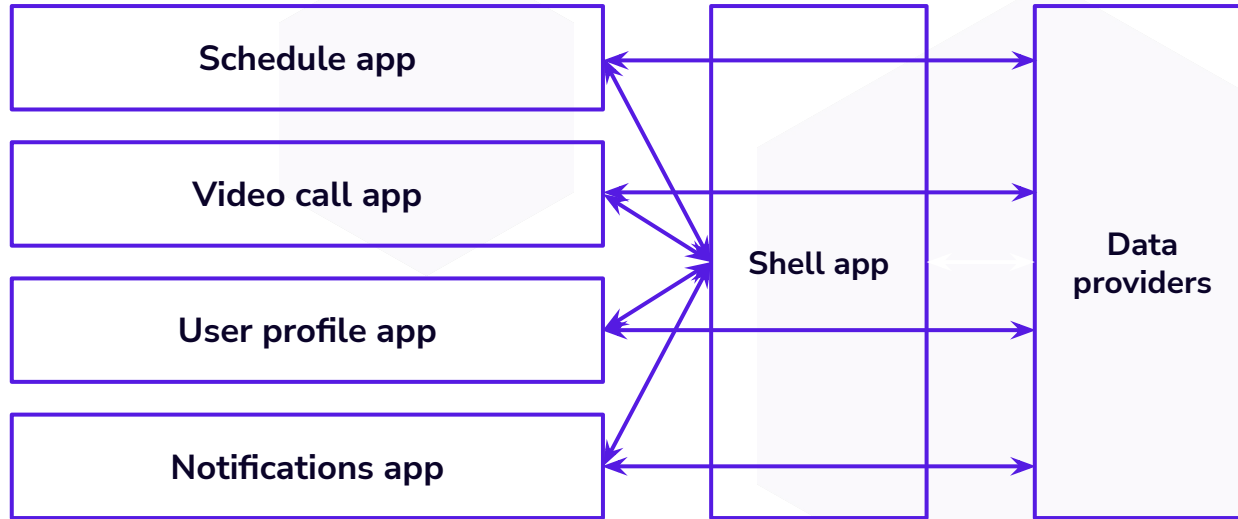 Schedule app
Video call app
User profile app
Notifications app
Shell app
Data
providers